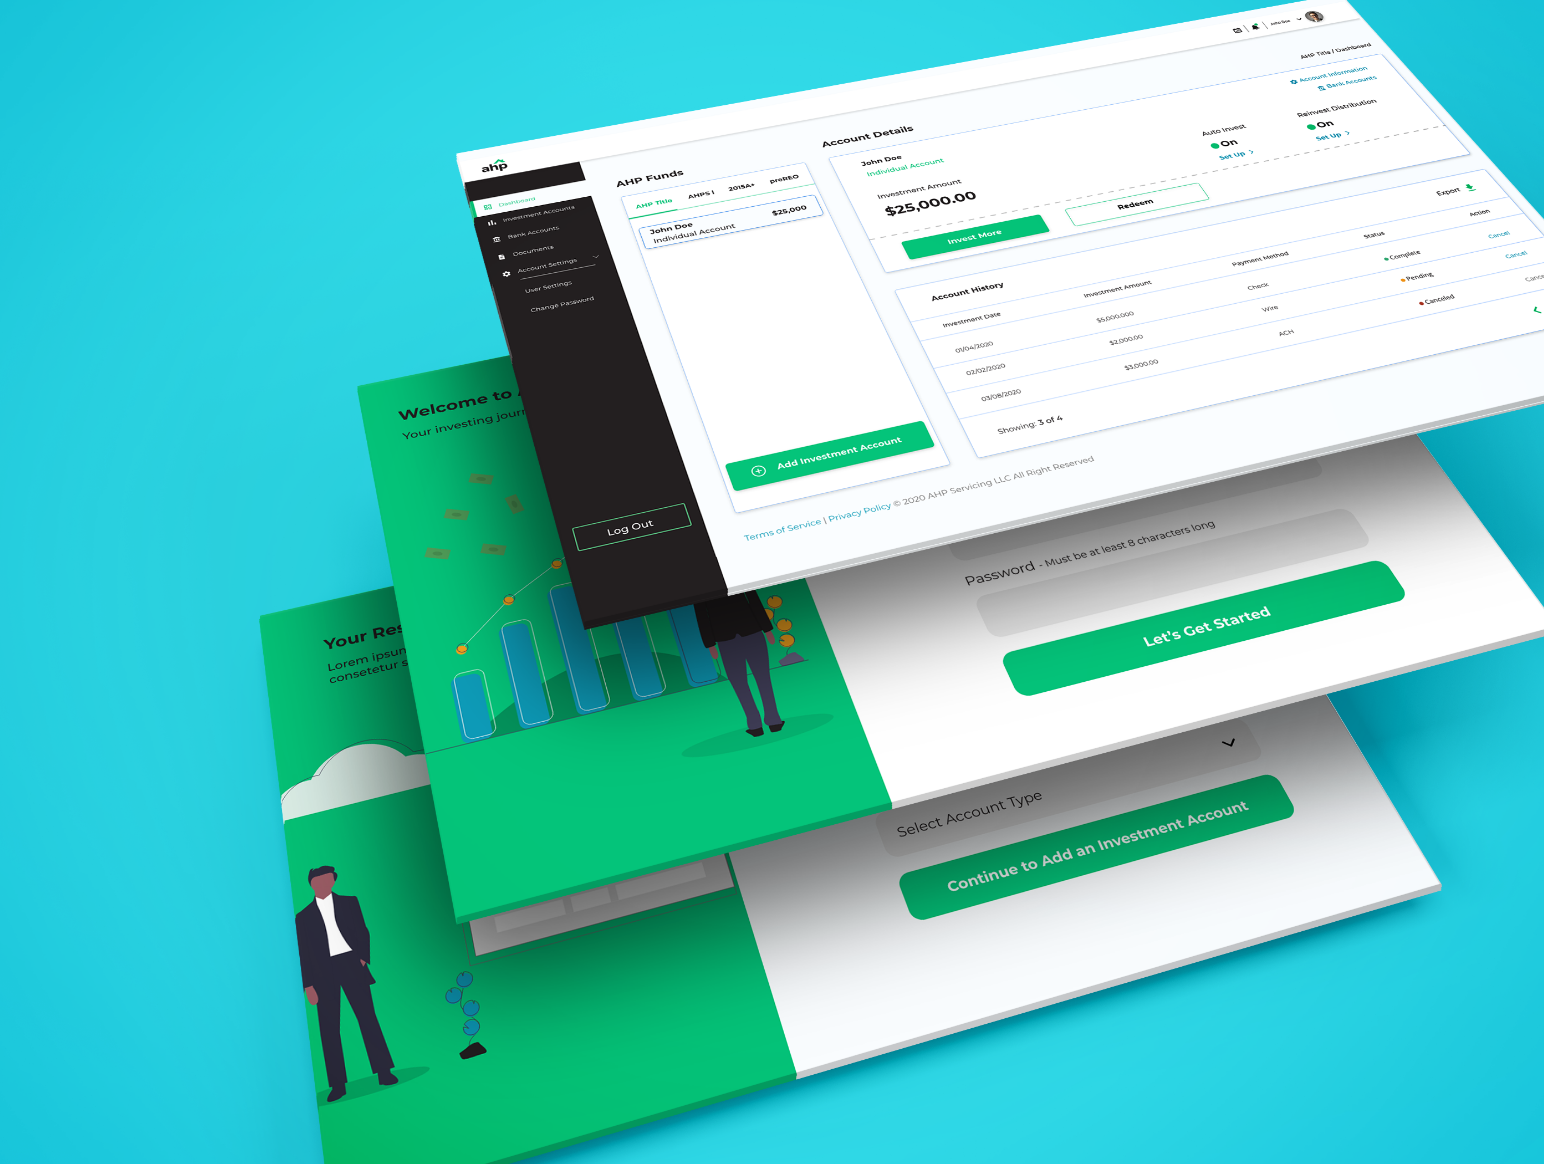 John Doe
AHP Title / Dashboard
ahp
Dashboard
Investment Accounts
Bank Accounts
Documents
Account Settings
User Settings
Change Password
Log Out
AHP Funds
AHP Title AHPS I 2015A+ preREO
John Doe $25,000
Individual Account
Add Investment Account
Account Details
Account Information
Bank Accounts
John Doe
Individual Account
Investment Amount
$25,000.00
Auto Invest
On
Set Up
Reinvest Distribution
On
Set Up
Invest More
Redeem
Export
Account History
Investment Date Investment Amount Payment Method Status Action
01/04/2020 $5,000.000 Check Complete Cancel
02/02/2020 $2,000.00 Wire Pending Cancel
03/08/2020 $3,000.00 ACH Canceled Cance
Showing: 3 of 4
Terms of Service | Privacy Policy © 2020 AHP Servicing LLC All Right Reserved
Welcome to
Your investing jour
Password - Must be at least 8 characters long
Let's Get Started
Your Res
Lorem ipsum
consetetur s
Select Account Type
Continue to Add an Investment Account